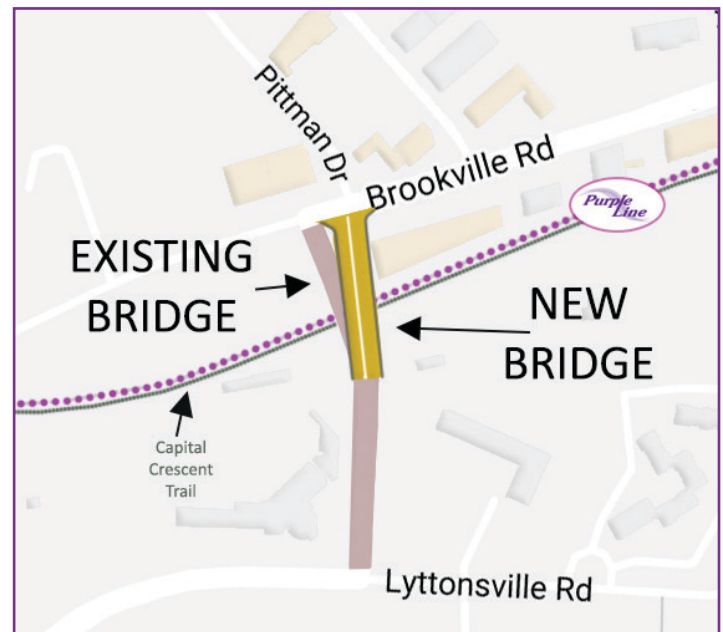 Pittman Dr
Brookville Rd
Purple
Line
EXISTING
BRIDGE
NEW
BRIDGE
Capital
Crescent
Trail
Lyttonsville Rd